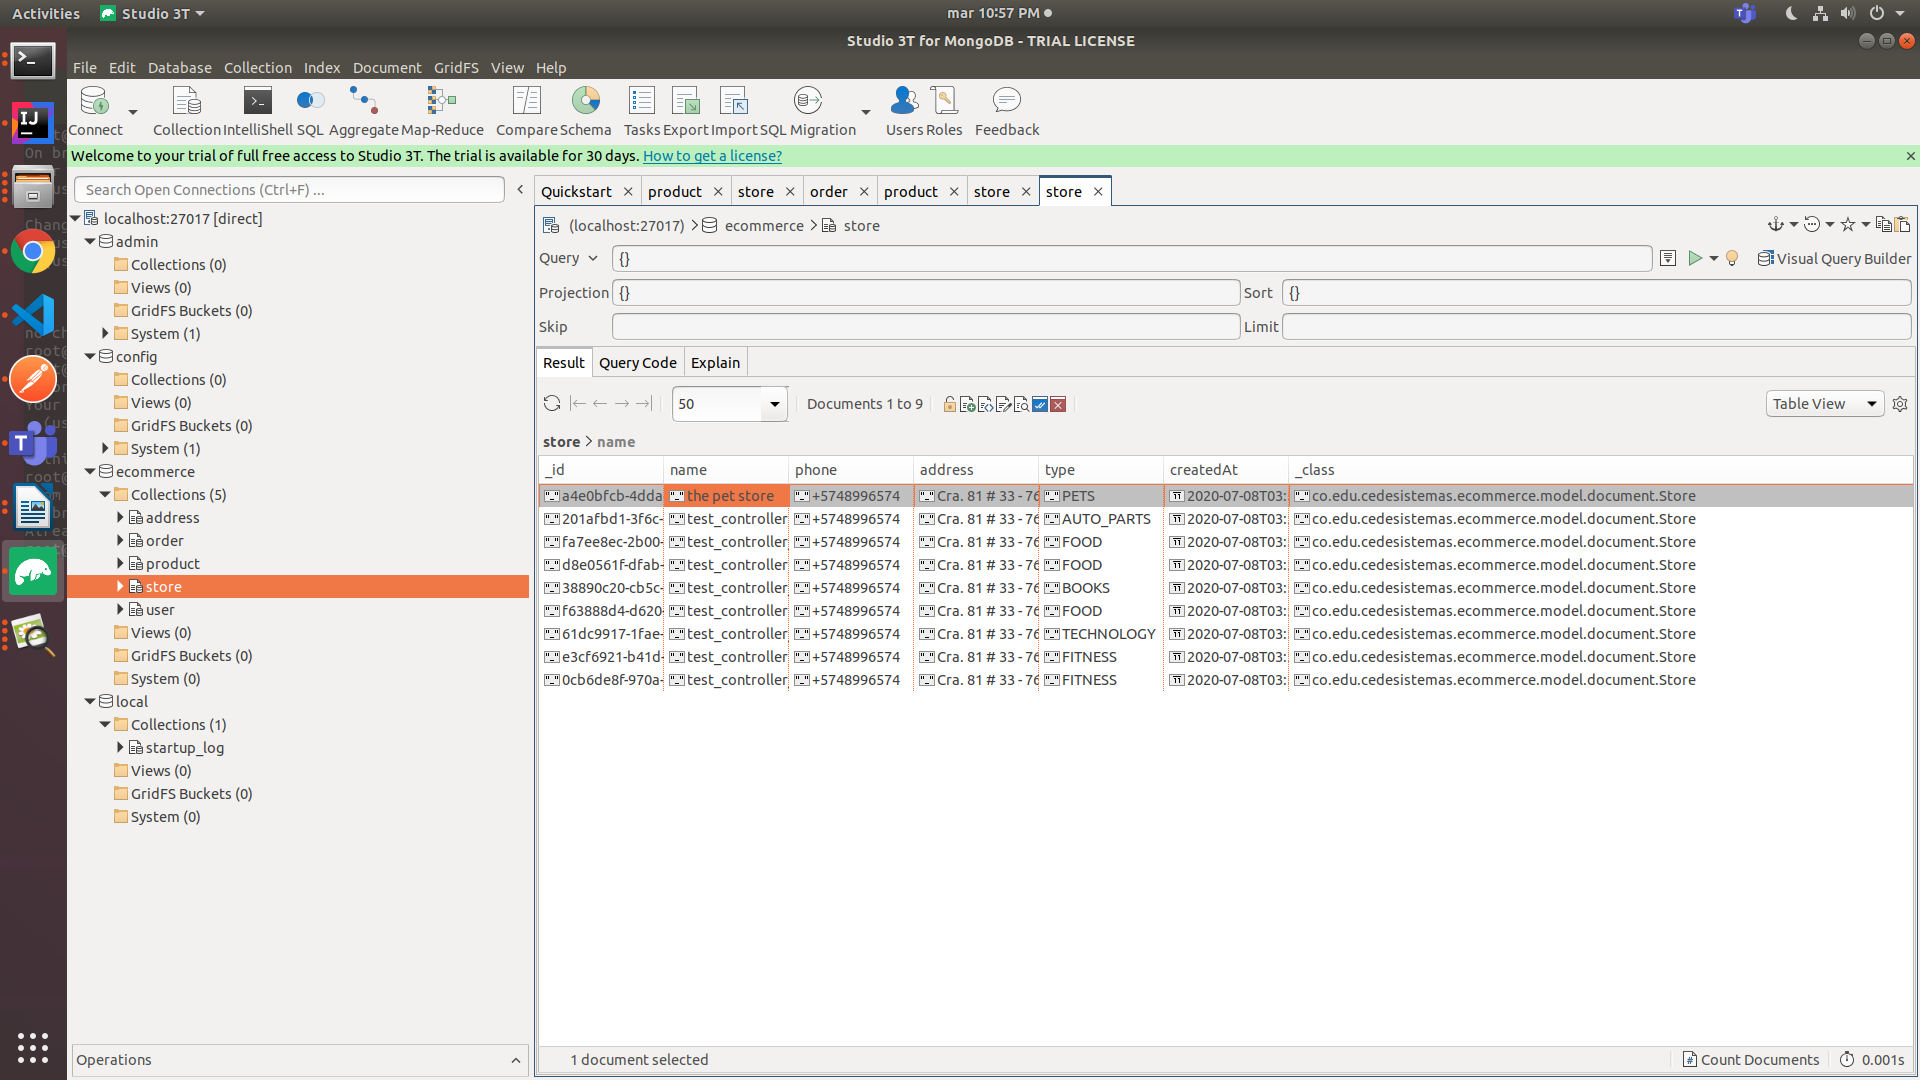 Activities Studio 3T mar 10:57 PM
Studio 3T for MongoDB - TRIAL LICENSE
File Edit Database Collection Index Document GridFS View Help
Connect Collection IntelliShell SQL Aggregate Map-Reduce Compare Schema Tasks Export Import SQL Migration Users Roles Feedback
Welcome to your trial of full free access to Studio 3T. The trial is available for 30 days. How to get a license?
Search Open Connections (Ctrl+F) ...
localhost:27017 [direct]
admin
Collections (0)
Views (0)
GridFS Buckets (0)
System (1)
config
Collections (0)
Views (0)
GridFS Buckets (0)
System (1)
ecommerce
Collections (5)
address
order
product
store
user
Views (0)
GridFS Buckets (0)
System (0)
local
Collections (1)
startup_log
Views (0)
GridFS Buckets (0)
System (0)
Operations
Quickstart product store order product store store
(localhost:27017) ecommerce store
Query {} Visual Query Builder
Projection {} Sort {}
Skip Limit
Result Query Code Explain
50 Documents 1 to 9 Table View
store > name
_id name phone address type createdAt _class
a4e0bfcb-4dda the pet store +5748996574 Cra. 81 # 33 - 76 PETS 2020-07-08T03: co.edu.cedesistemas.ecommerce.model.document.Store
201afbd1-3f6c- test_controller +5748996574 Cra. 81 # 33 - 76 AUTO_PARTS 2020-07-08T03: co.edu.cedesistemas.ecommerce.model.document.Store
fa7ee8ec-2b00- test_controller +5748996574 Cra. 81 # 33 - 76 FOOD 2020-07-08T03: co.edu.cedesistemas.ecommerce.model.document.Store
d8e0561f-dfab- test_controller +5748996574 Cra. 81 # 33 - 76 FOOD 2020-07-08T03: co.edu.cedesistemas.ecommerce.model.document.Store
38890c20-cb5c- test_controller +5748996574 Cra. 81 # 33 - 76 BOOKS 2020-07-08T03: co.edu.cedesistemas.ecommerce.model.document.Store
f63888d4-d620- test_controller +5748996574 Cra. 81 # 33 - 76 FOOD 2020-07-08T03: co.edu.cedesistemas.ecommerce.model.document.Store
61dc9917-1fae- test_controller +5748996574 Cra. 81 # 33 - 76 TECHNOLOGY 2020-07-08T03: co.edu.cedesistemas.ecommerce.model.document.Store
e3cf6921-b41d- test_controller +5748996574 Cra. 81 # 33 - 76 FITNESS 2020-07-08T03: co.edu.cedesistemas.ecommerce.model.document.Store
0cb6de8f-970a- test_controller +5748996574 Cra. 81 # 33 - 76 FITNESS 2020-07-08T03: co.edu.cedesistemas.ecommerce.model.document.Store
1 document selected Count Documents 0.001s